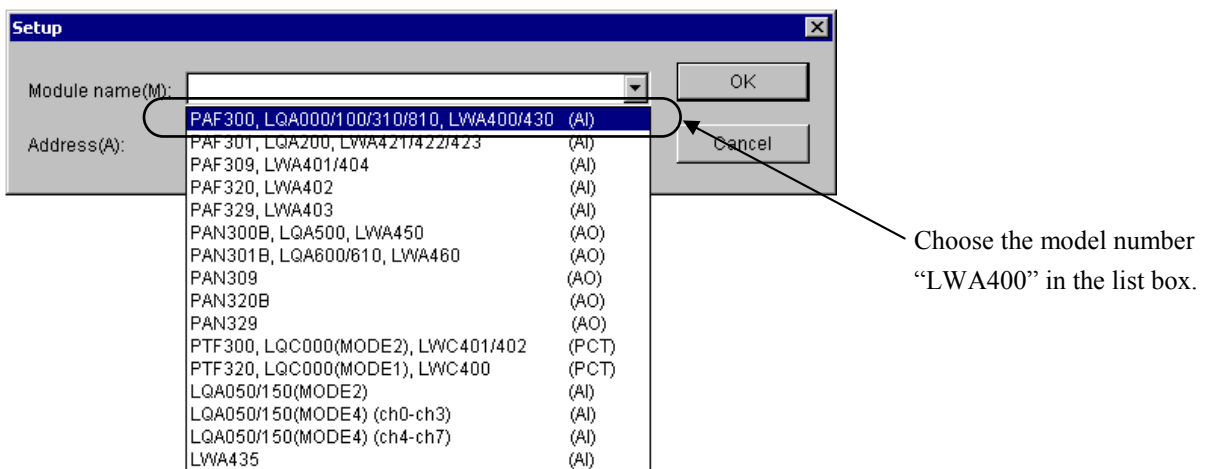 Setup
Module name(M):
OK
PAF300, LQA000/100/310/810, LWA400/430 (AI)
Address(A):
PAF301, LQA200, LWA421/422/423 (AI)
Cancel
PAF309, LWA401/404 (AI)
PAF320, LWA402 (AI)
PAF329, LWA403 (AI)
PAN300B, LQA500, LWA450 (AO)
PAN301B, LQA600/610, LWA460 (AO)
PAN309 (AO)
PAN320B (AO)
PAN329 (AO)
PTF300, LQC000(MODE2), LWC401/402 (PCT)
PTF320, LQC000(MODE1), LWC400 (PCT)
LQA050/150(MODE2) (AI)
LQA050/150(MODE4) (ch0-ch3) (AI)
LQA050/150(MODE4) (ch4-ch7) (AI)
LWA435 (AI)
Choose the model number
“LWA400” in the list box.